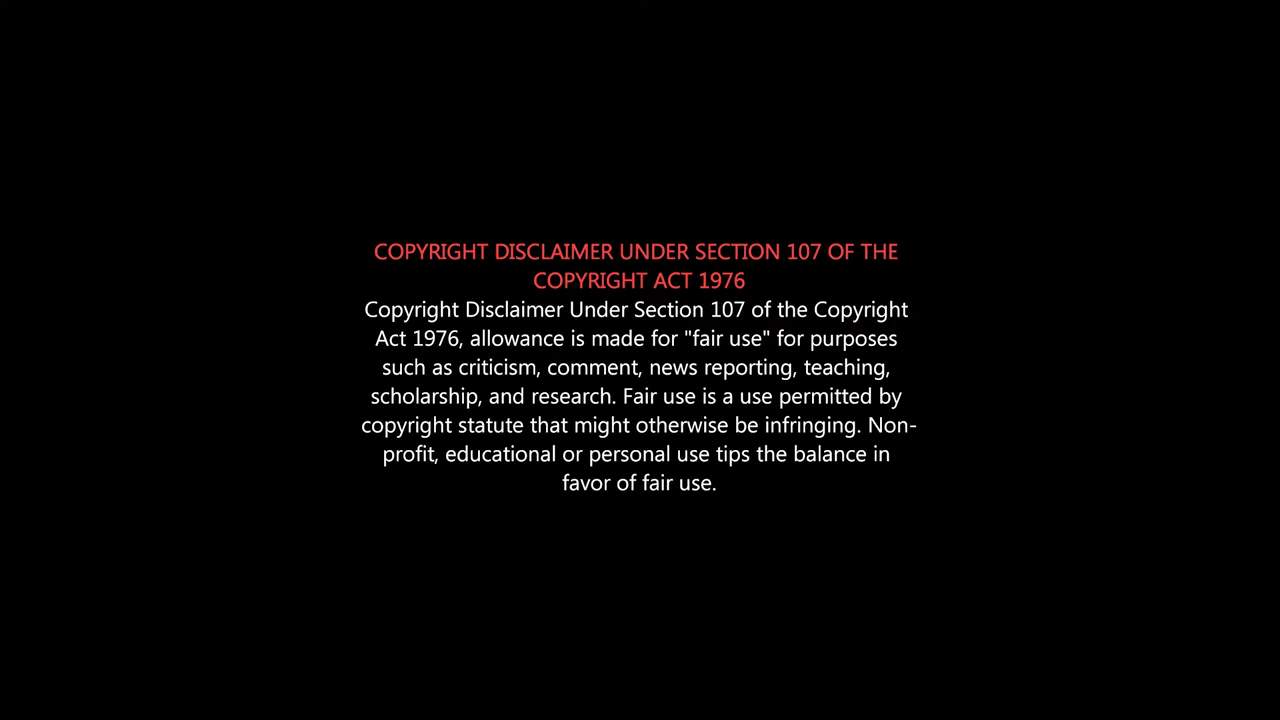 COPYRIGHT DISCLAIMER UNDER SECTION 107 OF THE
COPYRIGHT ACT 1976
Copyright Disclaimer Under Section 107 of the Copyright
Act 1976, allowance is made for "fair use" for purposes
such as criticism, comment, news reporting, teaching,
scholarship, and research. Fair use is a use permitted by
copyright statute that might otherwise be infringing. Non-
profit, educational or personal use tips the balance in
favor of fair use.